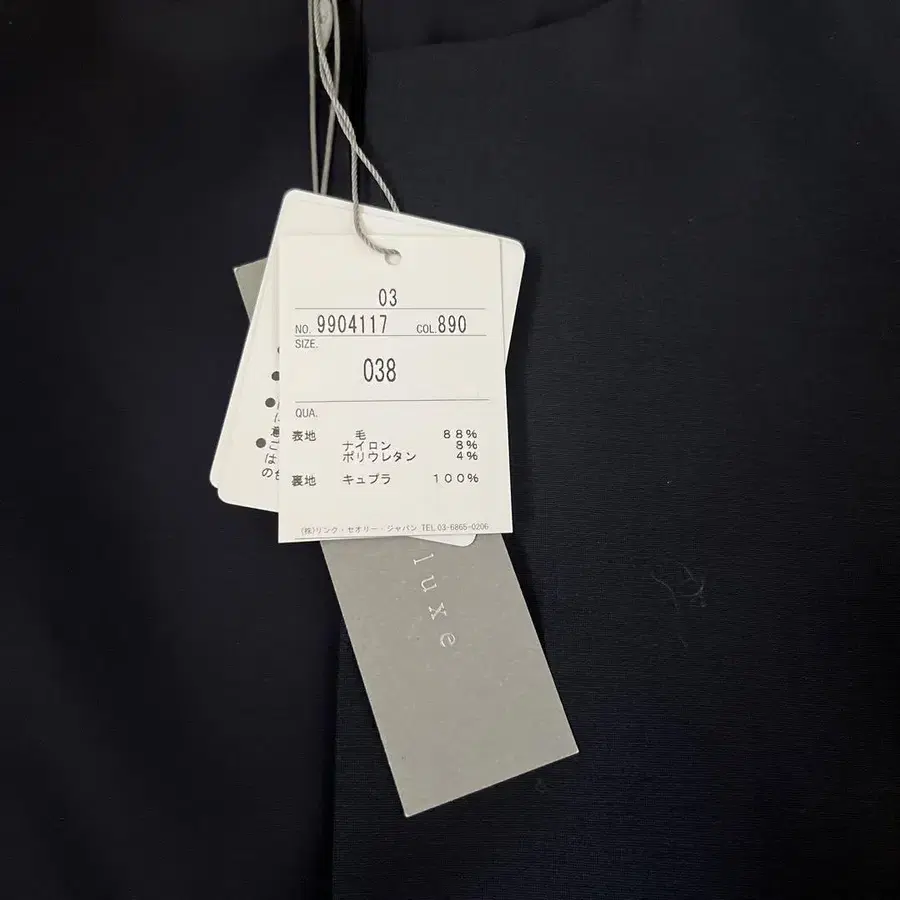 03
NO. 9904117 COL. 890
SIZE.
038
QUA.
表地 毛 88%
ナイロン 8%
ポリウレタン 4%
裏地 キュプラ 100%
(株)リンク・セオリー・ジャパン TEL 03-6865-0206
luxe